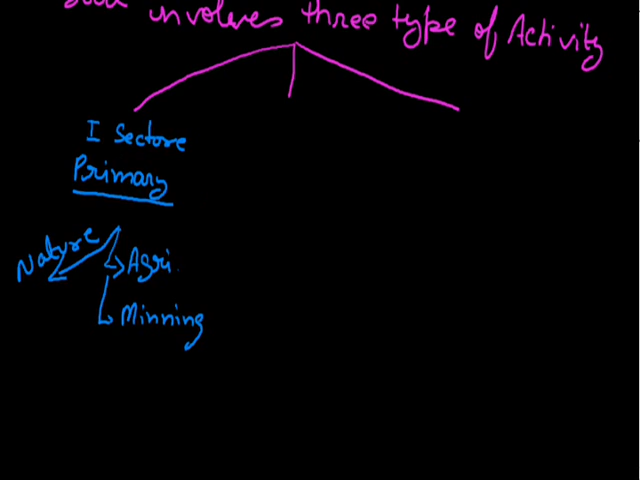 involves three type of Activity
I Sectore
Primary
Nature
Agri.
Minning